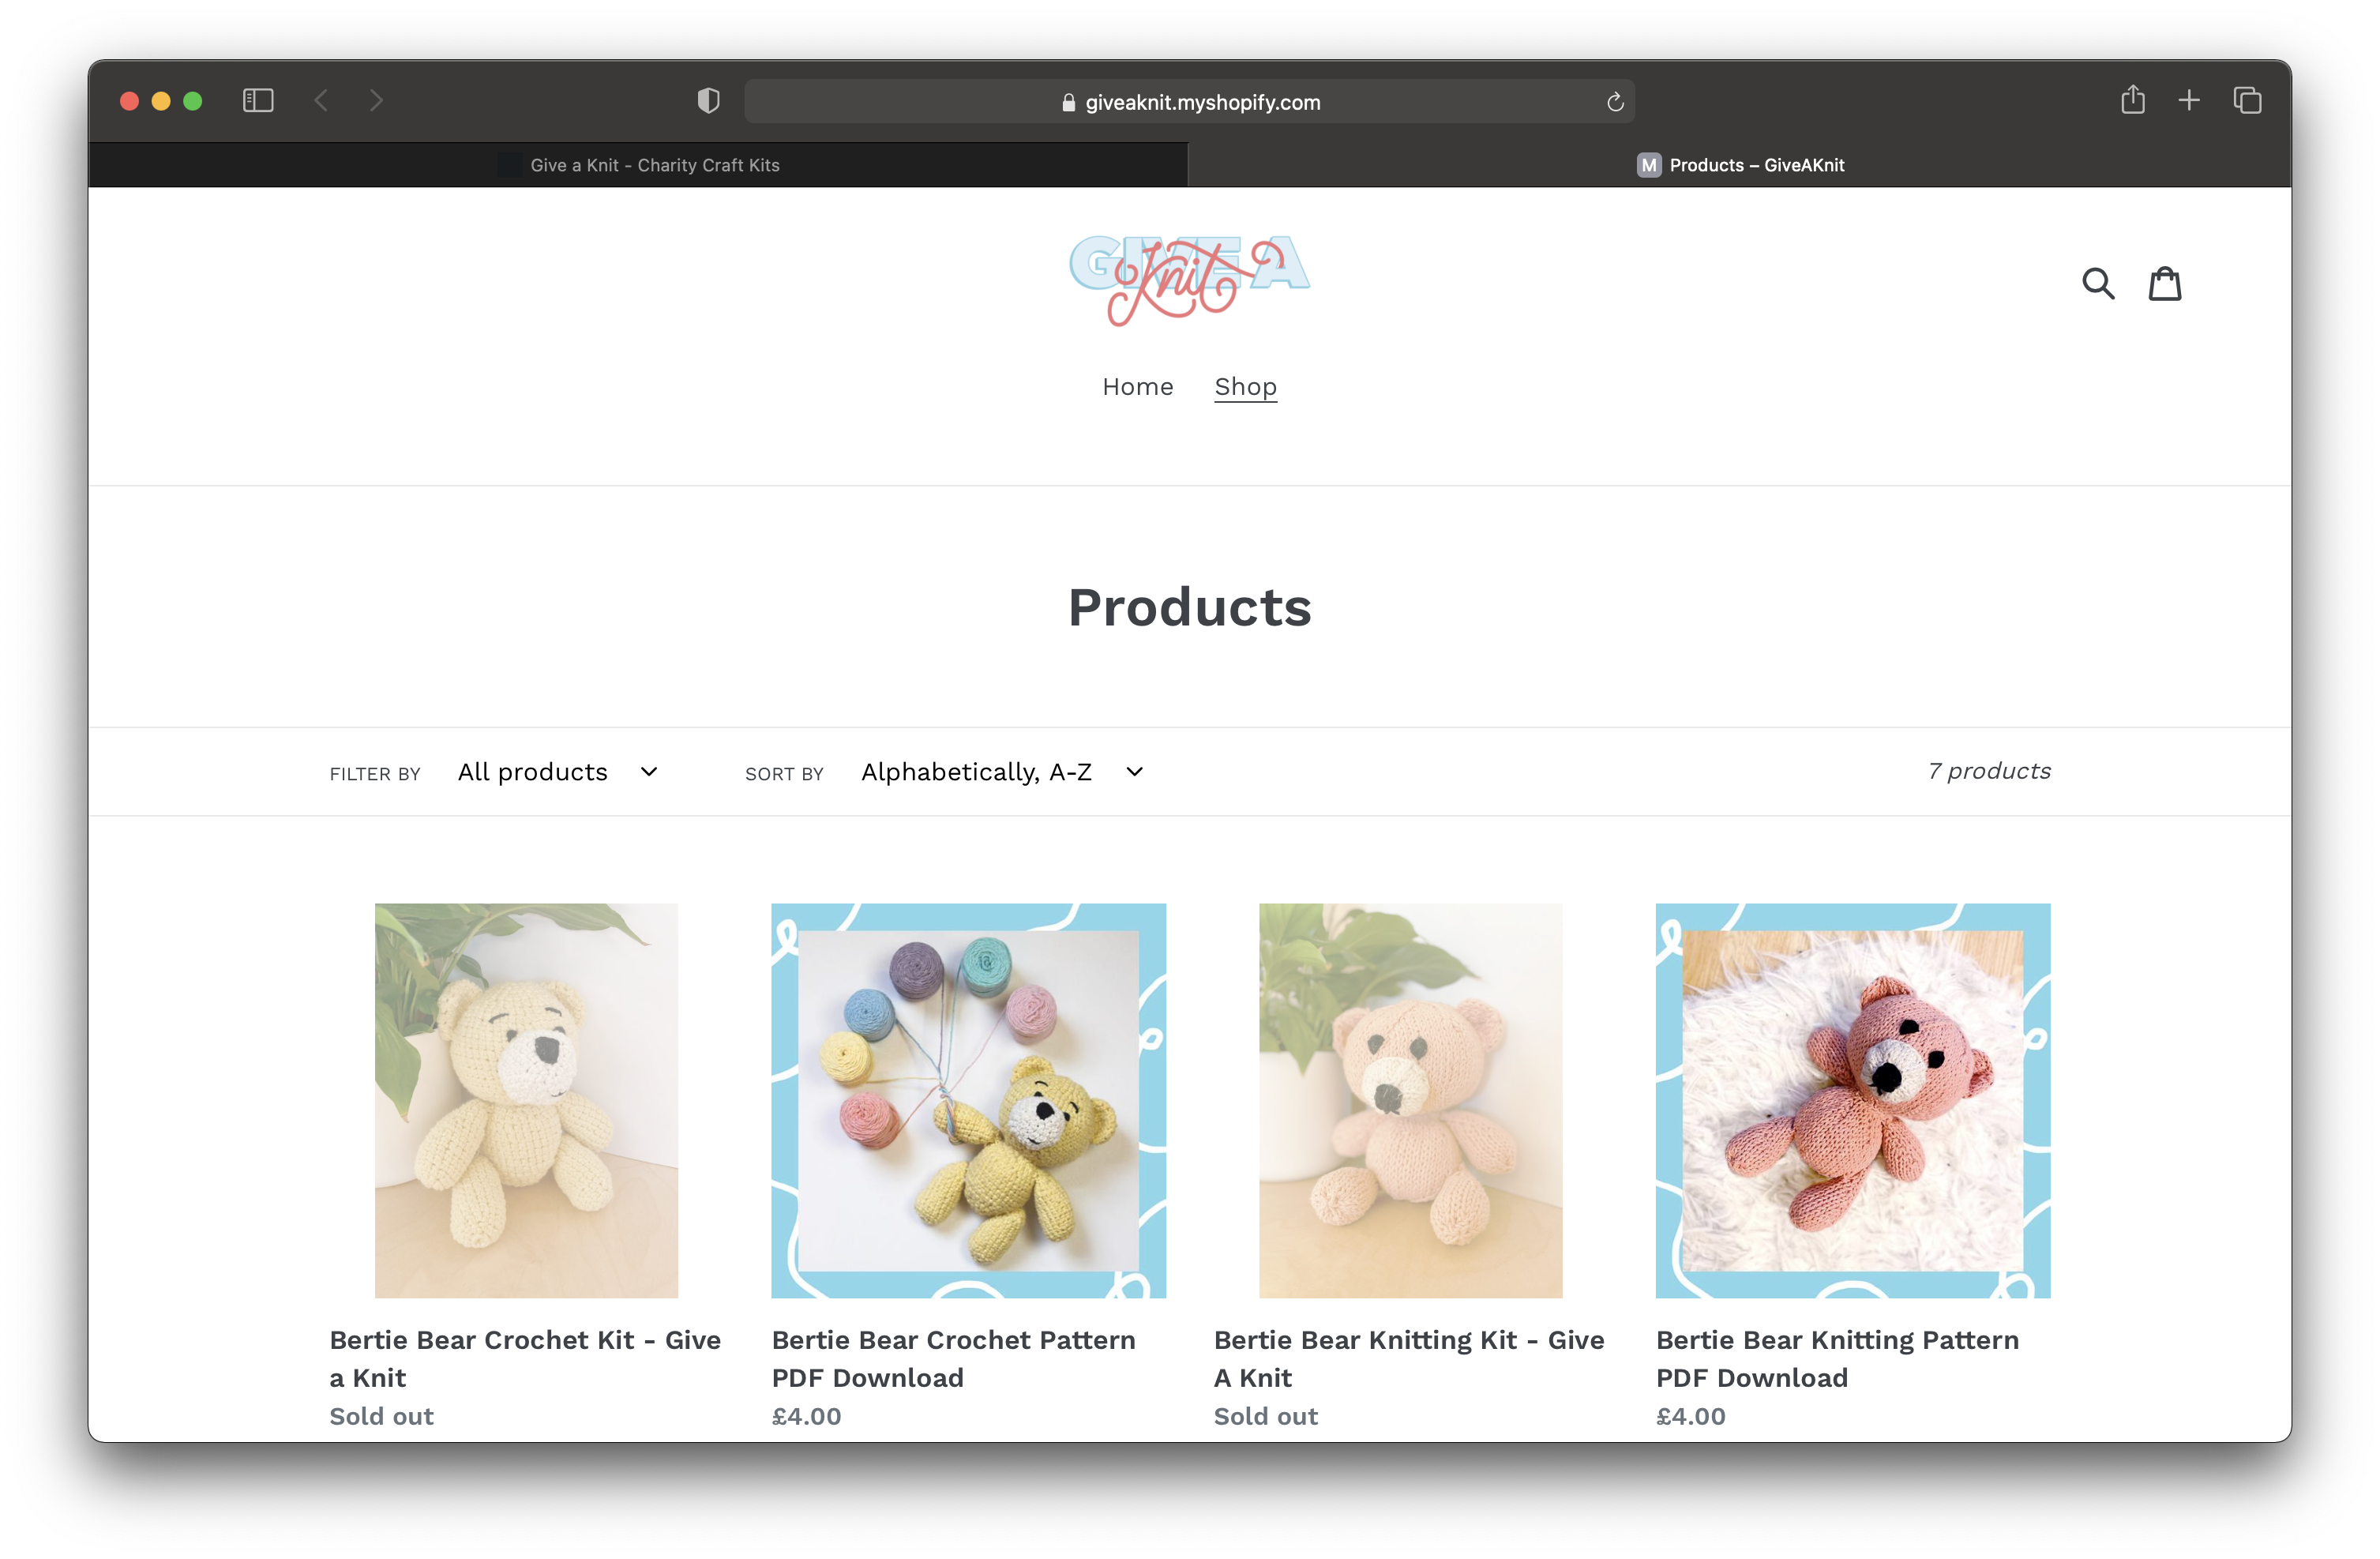 giveaknit.myshopify.com
Give a Knit - Charity Craft Kits
M Products – GiveAKnit
GIVE A
Knit
Home Shop
Products
FILTER BY All products SORT BY Alphabetically, A-Z 7 products
Bertie Bear Crochet Kit - Give
a Knit
Sold out
Bertie Bear Crochet Pattern
PDF Download
£4.00
Bertie Bear Knitting Kit - Give
A Knit
Sold out
Bertie Bear Knitting Pattern
PDF Download
£4.00